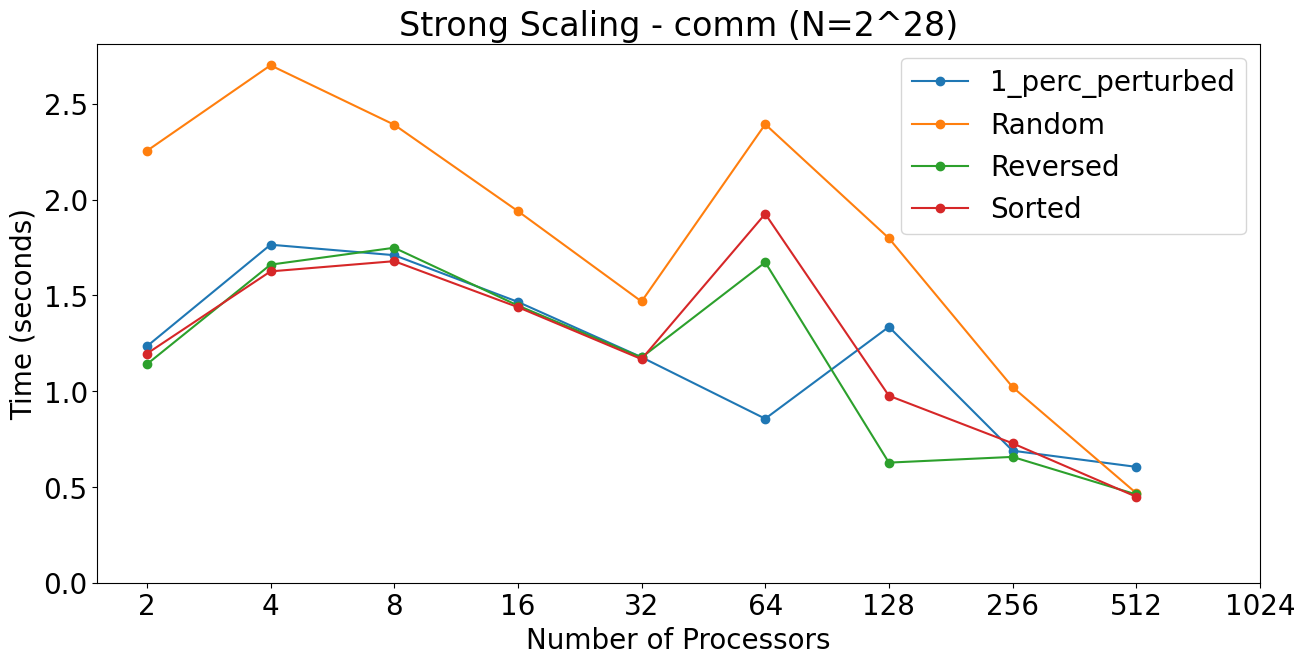 Strong Scaling - comm (N=2^28)
1_perc_perturbed
Random
Reversed
Sorted
Time (seconds)
2.5
2.0
1.5
1.0
0.5
0.0
2 4 8 16 32 64 128 256 512 1024
Number of Processors